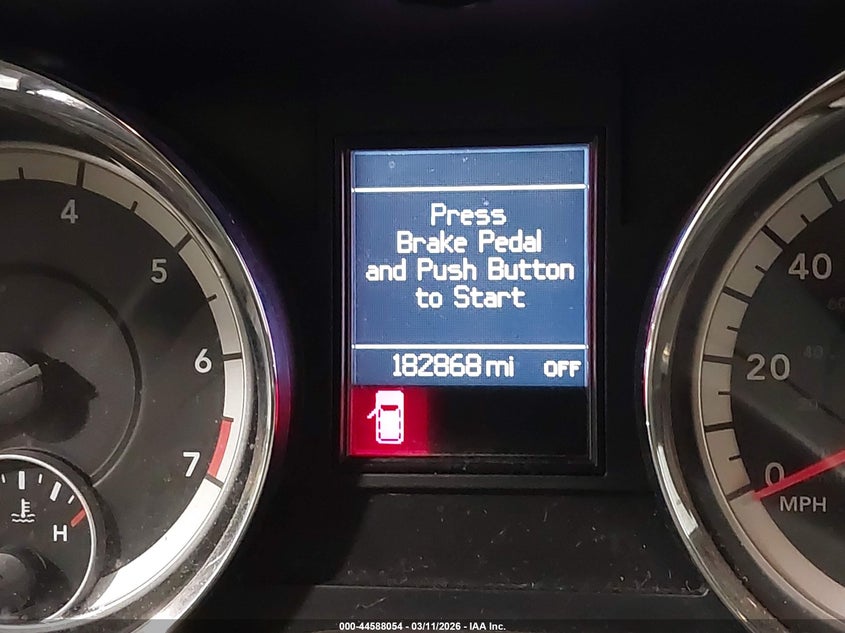 4
5
6
7
H
Press
Brake Pedal
and Push Button
to Start
182868 mi OFF
40
20
0
MPH
000-44588054 - 03/11/2026 - IAA Inc.